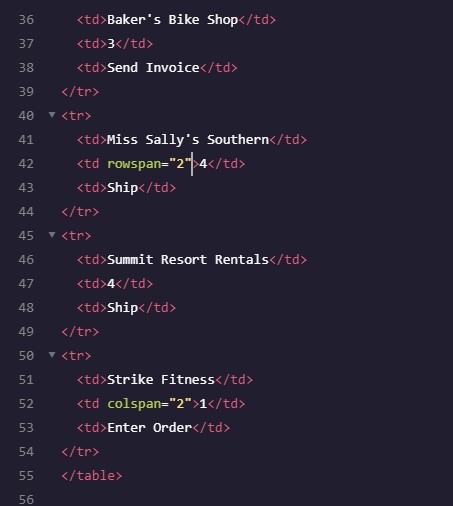 36 <td>Baker's Bike Shop</td>
37 <td>3</td>
38 <td>Send Invoice</td>
39 </tr>
40 <tr>
41 <td>Miss Sally's Southern</td>
42 <td rowspan="2">4</td>
43 <td>Ship</td>
44 </tr>
45 <tr>
46 <td>Summit Resort Rentals</td>
47 <td>4</td>
48 <td>Ship</td>
49 </tr>
50 <tr>
51 <td>Strike Fitness</td>
52 <td colspan="2">1</td>
53 <td>Enter Order</td>
54 </tr>
55 </table>
56